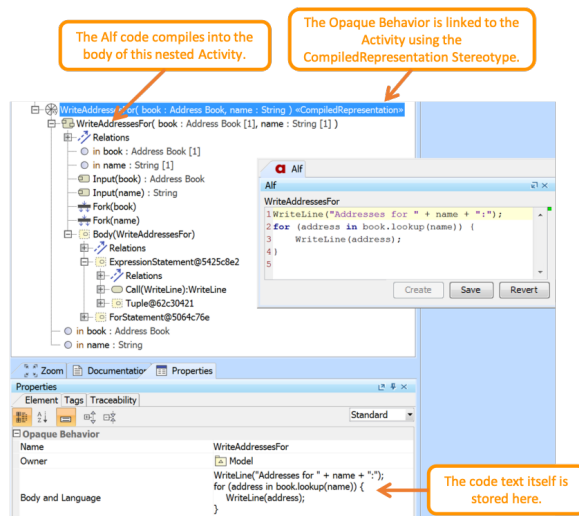 The Alf code compiles into the
body of this nested Activity.
The Opaque Behavior is linked to the
Activity using the
CompiledRepresentation Stereotype.
WriteAddressesFor( book : Address Book, name : String ) «CompiledRepresentation»
WriteAddressesFor( book : Address Book [1], name : String [1] )
Relations
in book : Address Book [1]
in name : String [1]
Input(book) : Address Book
Input(name) : String
Fork(book)
Fork(name)
Body(WriteAddressesFor)
Relations
ExpressionStatement@5425c8e2
Relations
Call(WriteLine):WriteLine
Tuple@62c30421
ForStatement@5064c76e
in book : Address Book
in name : String
Alf
Alf
WriteAddressesFor
1 WriteLine("Addresses for " + name + ":");
2 for (address in book.lookup(name)) {
3 WriteLine(address);
4 }
5
Create Save Revert
Zoom Documentation Properties
Properties
Element Tags Traceability
Standard
Opaque Behavior
Name WriteAddressesFor
Owner Model
Body and Language WriteLine("Addresses for " + name + ":");
for (address in book.lookup(name)) {
WriteLine(address);
}
The code text itself is
stored here.